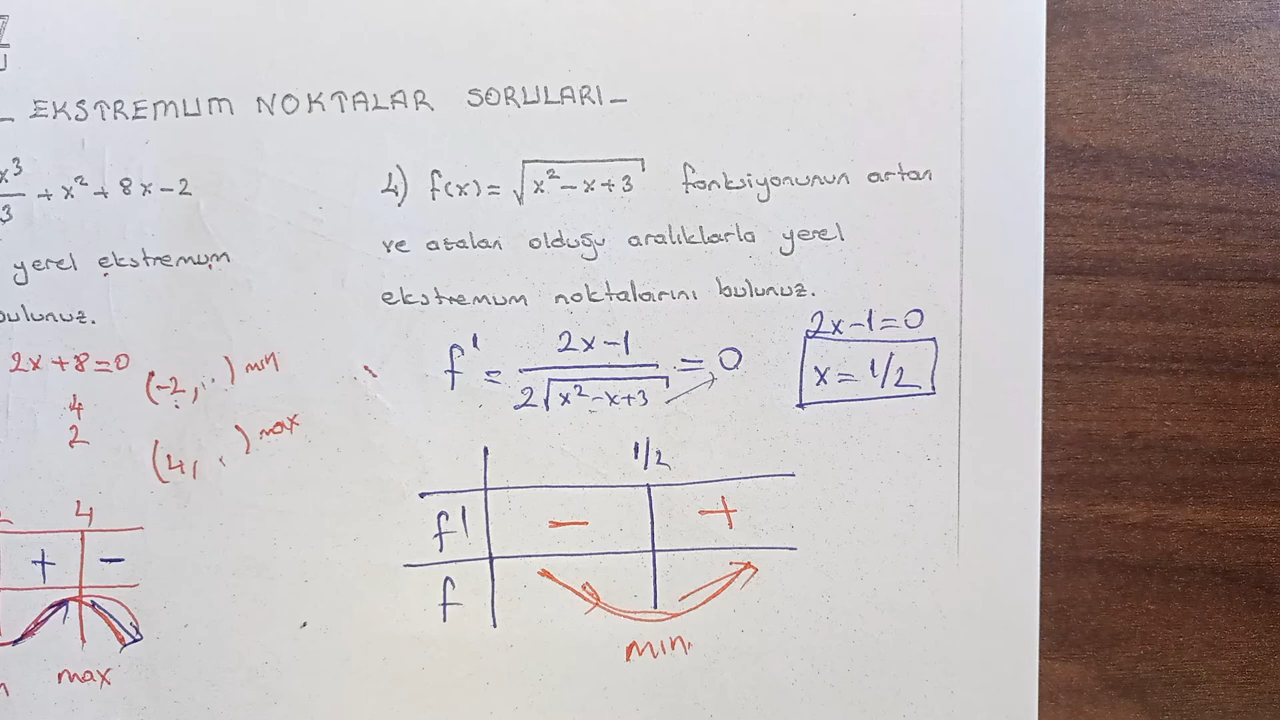 _ EKSTREMUM NOKTALAR SORULARI _
x³/3 + x² + 8x - 2
yerel ekstremum
bulunuz.
2x + 8 = 0
(-2, ..) min
4
2
(4, .) max
4
+ -
max
4) f(x) = √(x² - x + 3) fonksiyonunun artan
ve azalan olduğu aralıklarla yerel
ekstremum noktalarını bulunuz.
f' = (2x - 1) / (2√(x² - x + 3)) = 0
2x - 1 = 0
x = 1/2
1/2
f' - +
f
min.